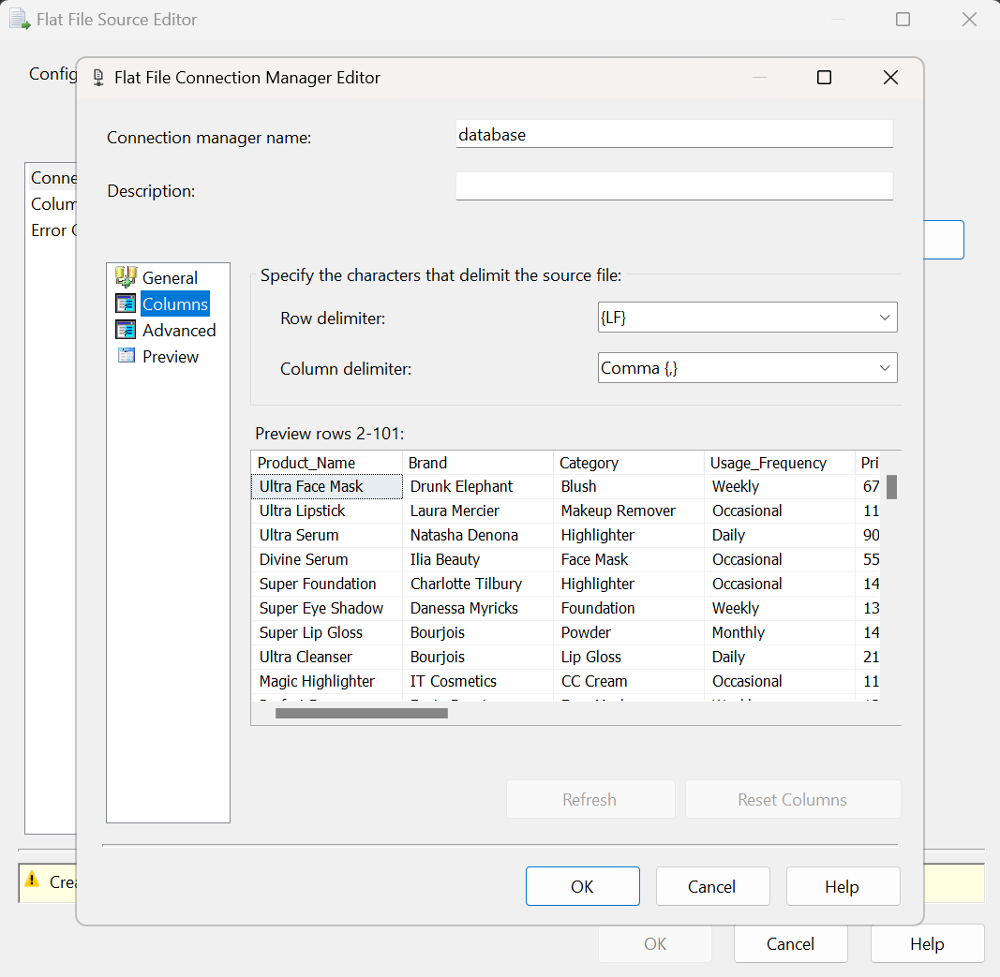 Flat File Source Editor
Config
Flat File Connection Manager Editor
Connection manager name: database
Description:
Conne
Colum
Error
General
Columns
Advanced
Preview
Specify the characters that delimit the source file:
Row delimiter: {LF}
Column delimiter: Comma {,}
Preview rows 2-101:
Product_Name Brand Category Usage_Frequency Pri
Ultra Face Mask Drunk Elephant Blush Weekly 67
Ultra Lipstick Laura Mercier Makeup Remover Occasional 11
Ultra Serum Natasha Denona Highlighter Daily 90
Divine Serum Ilia Beauty Face Mask Occasional 55
Super Foundation Charlotte Tilbury Highlighter Occasional 14
Super Eye Shadow Danessa Myricks Foundation Weekly 13
Super Lip Gloss Bourjois Powder Monthly 14
Ultra Cleanser Bourjois Lip Gloss Daily 21
Magic Highlighter IT Cosmetics CC Cream Occasional 11
Refresh Reset Columns
Crea
OK Cancel Help
OK Cancel Help